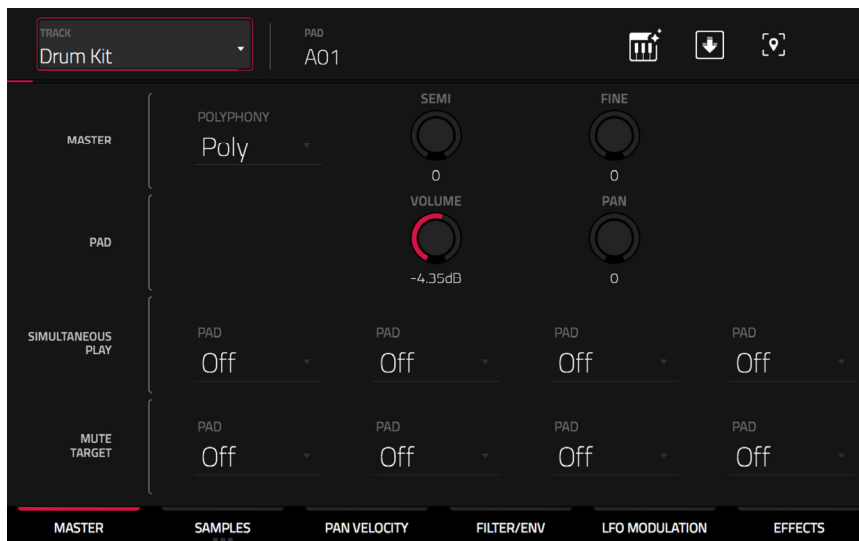 TRACK
Drum Kit
PAD
A01
MASTER
POLYPHONY
Poly
SEMI
0
FINE
0
PAD
VOLUME
-4.35dB
PAN
0
SIMULTANEOUS
PLAY
PAD
Off
PAD
Off
PAD
Off
PAD
Off
MUTE
TARGET
PAD
Off
PAD
Off
PAD
Off
PAD
Off
MASTER
SAMPLES
PAN VELOCITY
FILTER/ENV
LFO MODULATION
EFFECTS